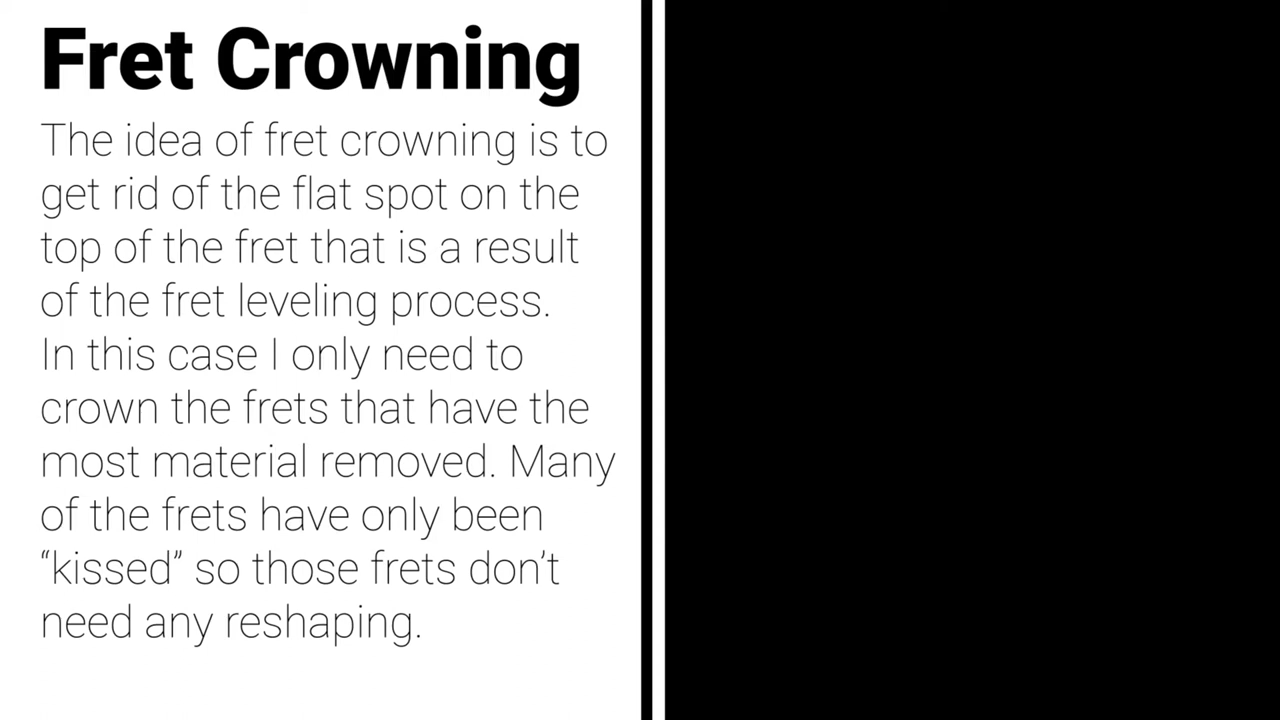 Fret Crowning
The idea of fret crowning is to
get rid of the flat spot on the
top of the fret that is a result
of the fret leveling process.
In this case I only need to
crown the frets that have the
most material removed. Many
of the frets have only been
“kissed” so those frets don’t
need any reshaping.